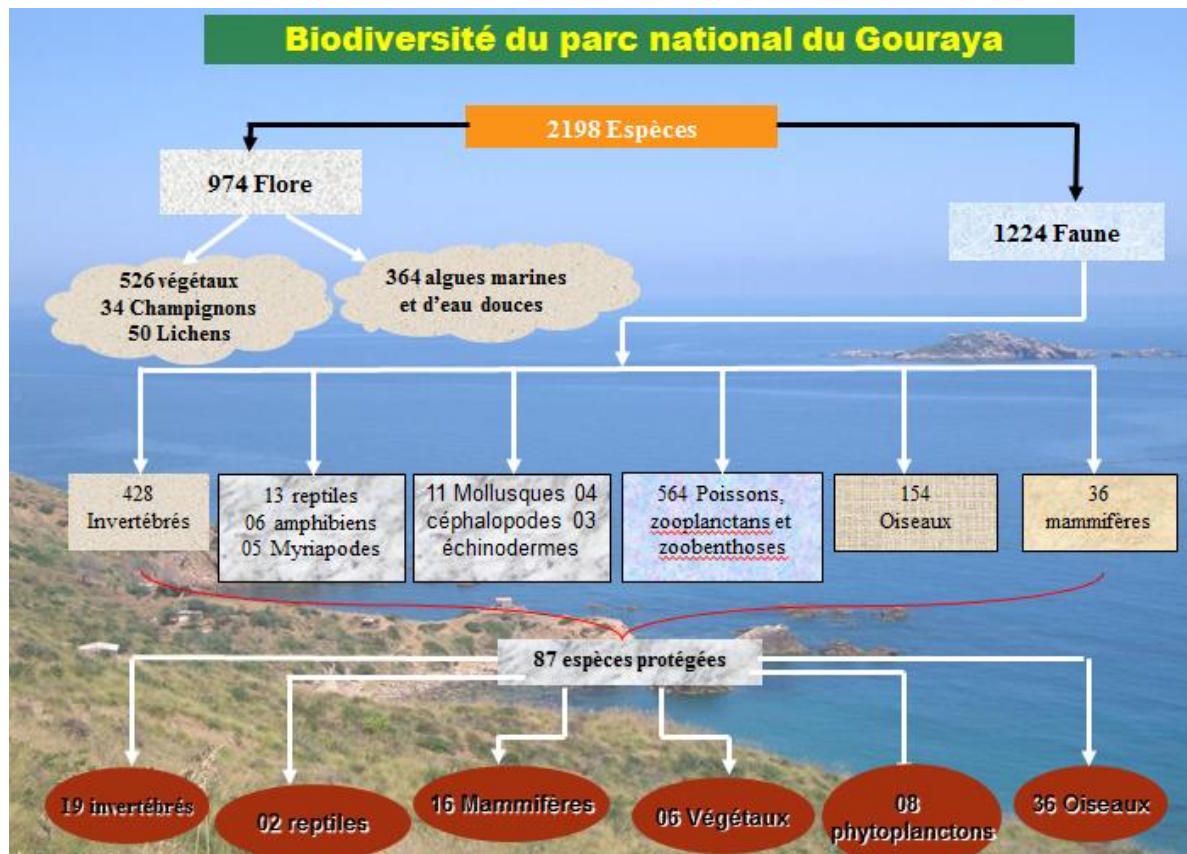 Biodiversité du parc national du Gouraya
2198 Espèces
974 Flore
1224 Faune
526 végétaux
34 Champignons
50 Lichens
364 algues marines
et d'eau douces
428
Invertébrés
13 reptiles
06 amphibiens
05 Myriapodes
11 Mollusques 04
céphalopodes 03
échinodermes
564 Poissons,
zooplanctans et
zoobenthoses
154
Oiseaux
36
mammifères
87 espèces protégées
19 invertébrés
02 reptiles
16 Mammifères
06 Végétaux
08
phytoplanctons
36 Oiseaux